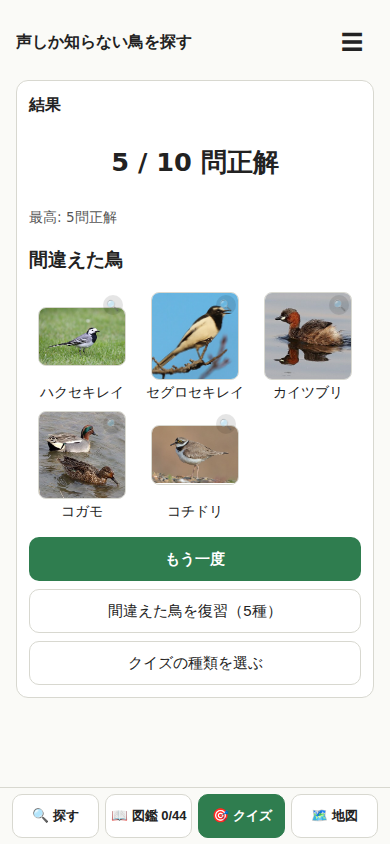 声しか知らない鳥を探す
結果
5 / 10 問正解
最高: 5問正解
間違えた鳥
ハクセキレイ
セグロセキレイ
カイツブリ
コガモ
コチドリ
もう一度
間違えた鳥を復習（5種）
クイズの種類を選ぶ
探す
図鑑 0/44
クイズ
地図